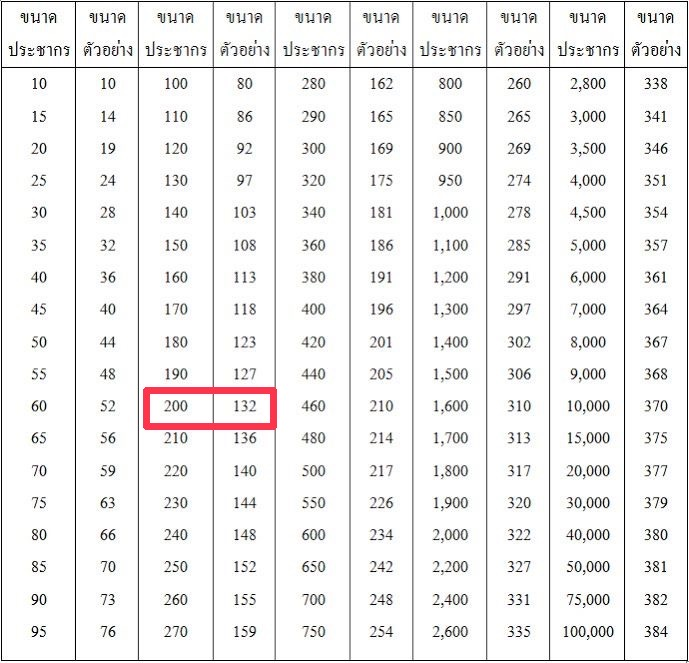 ขนาด ขนาด ขนาด ขนาด ขนาด ขนาด ขนาด ขนาด ขนาด ขนาด
ประชากร ตัวอย่าง ประชากร ตัวอย่าง ประชากร ตัวอย่าง ประชากร ตัวอย่าง ประชากร ตัวอย่าง
10 10 100 80 280 162 800 260 2,800 338
15 14 110 86 290 165 850 265 3,000 341
20 19 120 92 300 169 900 269 3,500 346
25 24 130 97 320 175 950 274 4,000 351
30 28 140 103 340 181 1,000 278 4,500 354
35 32 150 108 360 186 1,100 285 5,000 357
40 36 160 113 380 191 1,200 291 6,000 361
45 40 170 118 400 196 1,300 297 7,000 364
50 44 180 123 420 201 1,400 302 8,000 367
55 48 190 127 440 205 1,500 306 9,000 368
60 52 200 132 460 210 1,600 310 10,000 370
65 56 210 136 480 214 1,700 313 15,000 375
70 59 220 140 500 217 1,800 317 20,000 377
75 63 230 144 550 226 1,900 320 30,000 379
80 66 240 148 600 234 2,000 322 40,000 380
85 70 250 152 650 242 2,200 327 50,000 381
90 73 260 155 700 248 2,400 331 75,000 382
95 76 270 159 750 254 2,600 335 100,000 384